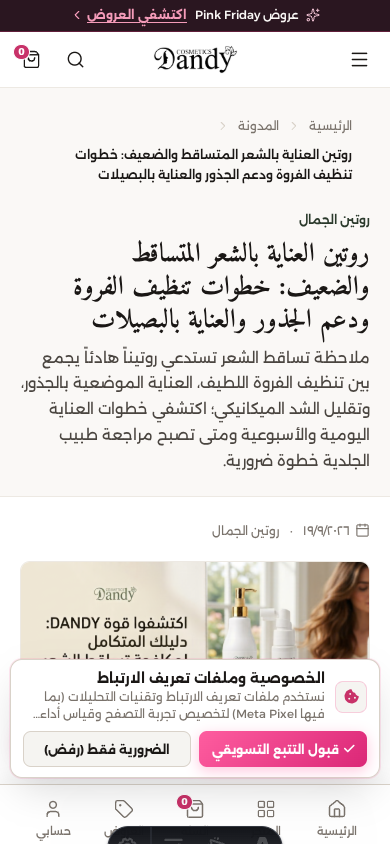 عروض Pink Friday اكتشفي العروض
0
COSMETICS
Dandy
الرئيسية
المدونة
روتين العناية بالشعر المتساقط والضعيف: خطوات
تنظيف الفروة ودعم الجذور والعناية بالبصيلات
روتين الجمال
روتين العناية بالشعر المتساقط
والضعيف: خطوات تنظيف الفروة
ودعم الجذور والعناية بالبصيلات
ملاحظة تساقط الشعر تستدعي روتيناً هادئاً يجمع
بين تنظيف الفروة اللطيف، العناية الموضعية بالجذور،
وتقليل الشد الميكانيكي؛ اكتشفي خطوات العناية
اليومية والأسبوعية ومتى تصبح مراجعة طبيب
الجلدية خطوة ضرورية.
١٩/٩/٢٠٢٦ · روتين الجمال
Dandy
اكتشفوا قوة DANDY:
دليلك المتكامل
الخصوصية وملفات تعريف الارتباط
نستخدم ملفات تعريف الارتباط وتقنيات التحليلات (بما
فيها Meta Pixel) لتخصيص تجربة التصفح وقياس أداء...
قبول التتبع التسويقي
الضرورية فقط (رفض)
0
الرئيسية
حسابي